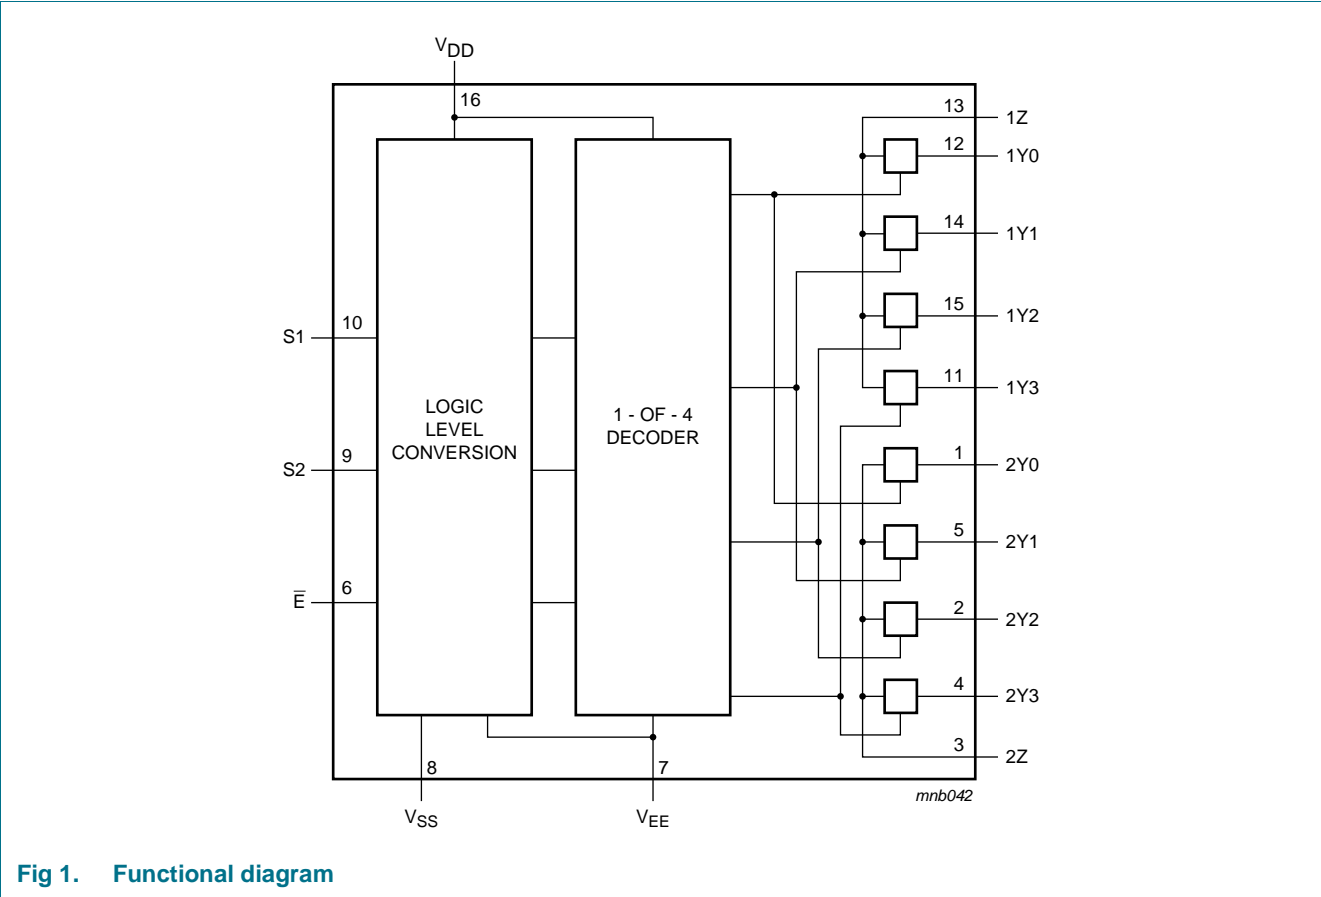 VDD
16
13 1Z
12 1Y0
14 1Y1
15 1Y2
11 1Y3
1 2Y0
5 2Y1
2 2Y2
4 2Y3
3 2Z
S1 10
S2 9
E̅ 6
LOGIC
LEVEL
CONVERSION
1 - OF - 4
DECODER
8
VSS
7
VEE
mnb042
Fig 1. Functional diagram